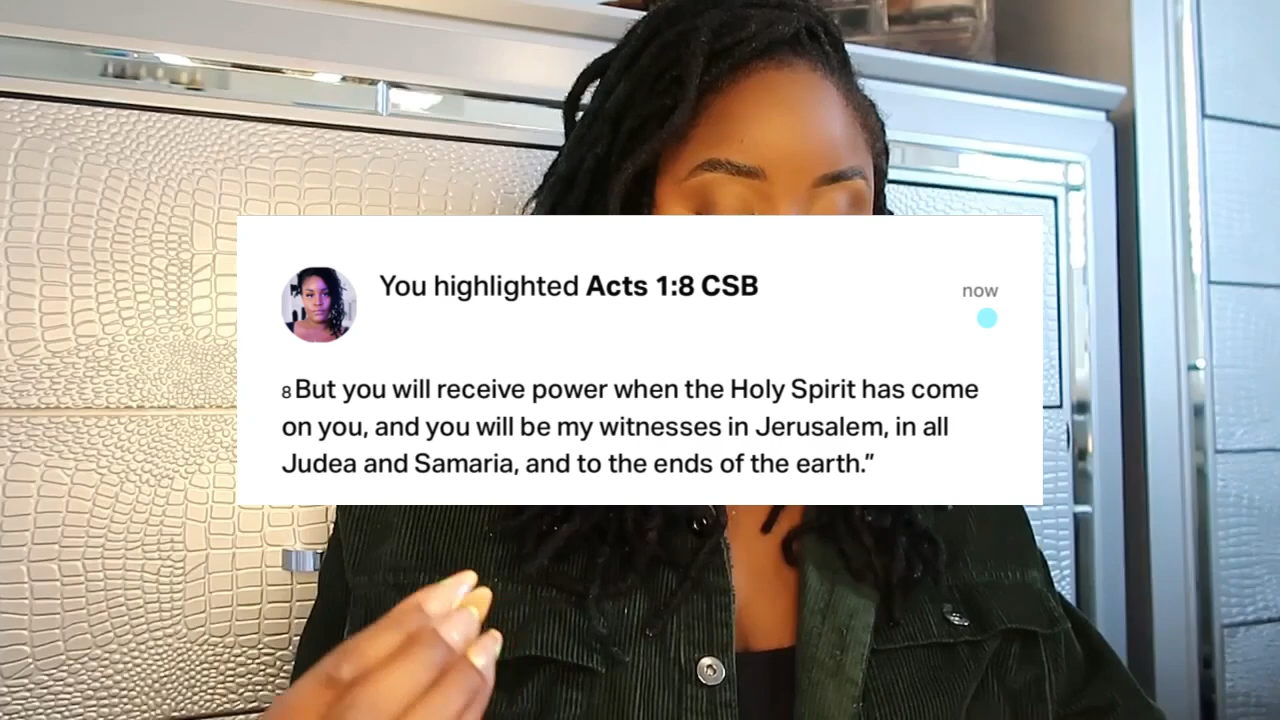 You highlighted Acts 1:8 CSB
now
8 But you will receive power when the Holy Spirit has come
on you, and you will be my witnesses in Jerusalem, in all
Judea and Samaria, and to the ends of the earth.”